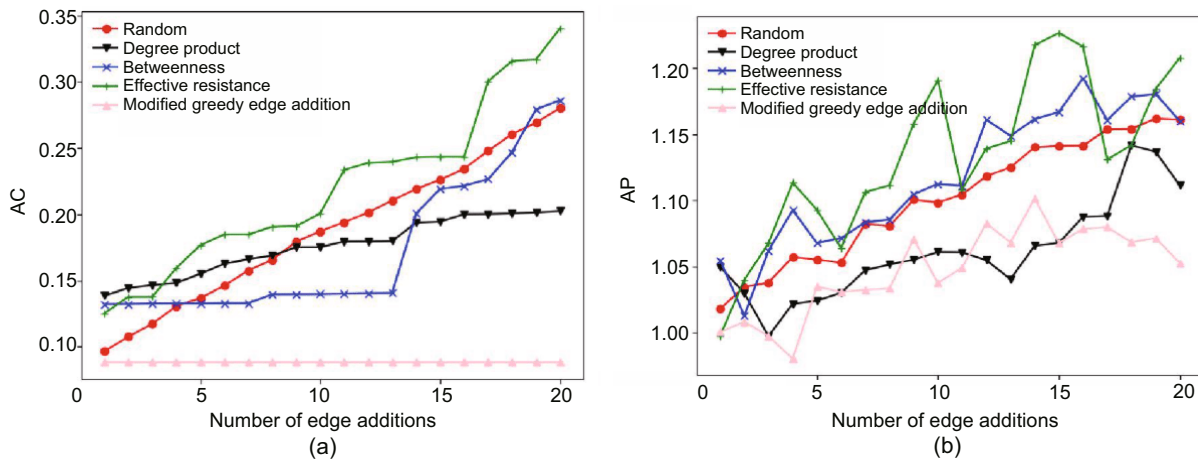 0.35
0.30
0.25
0.20
0.15
0.10
AC
Random
Degree product
Betweenness
Effective resistance
Modified greedy edge addition
0
5
10
15
20
Number of edge additions
(a)
1.20
1.15
1.10
1.05
1.00
AP
Random
Degree product
Betweenness
Effective resistance
Modified greedy edge addition
0
5
10
15
20
Number of edge additions
(b)